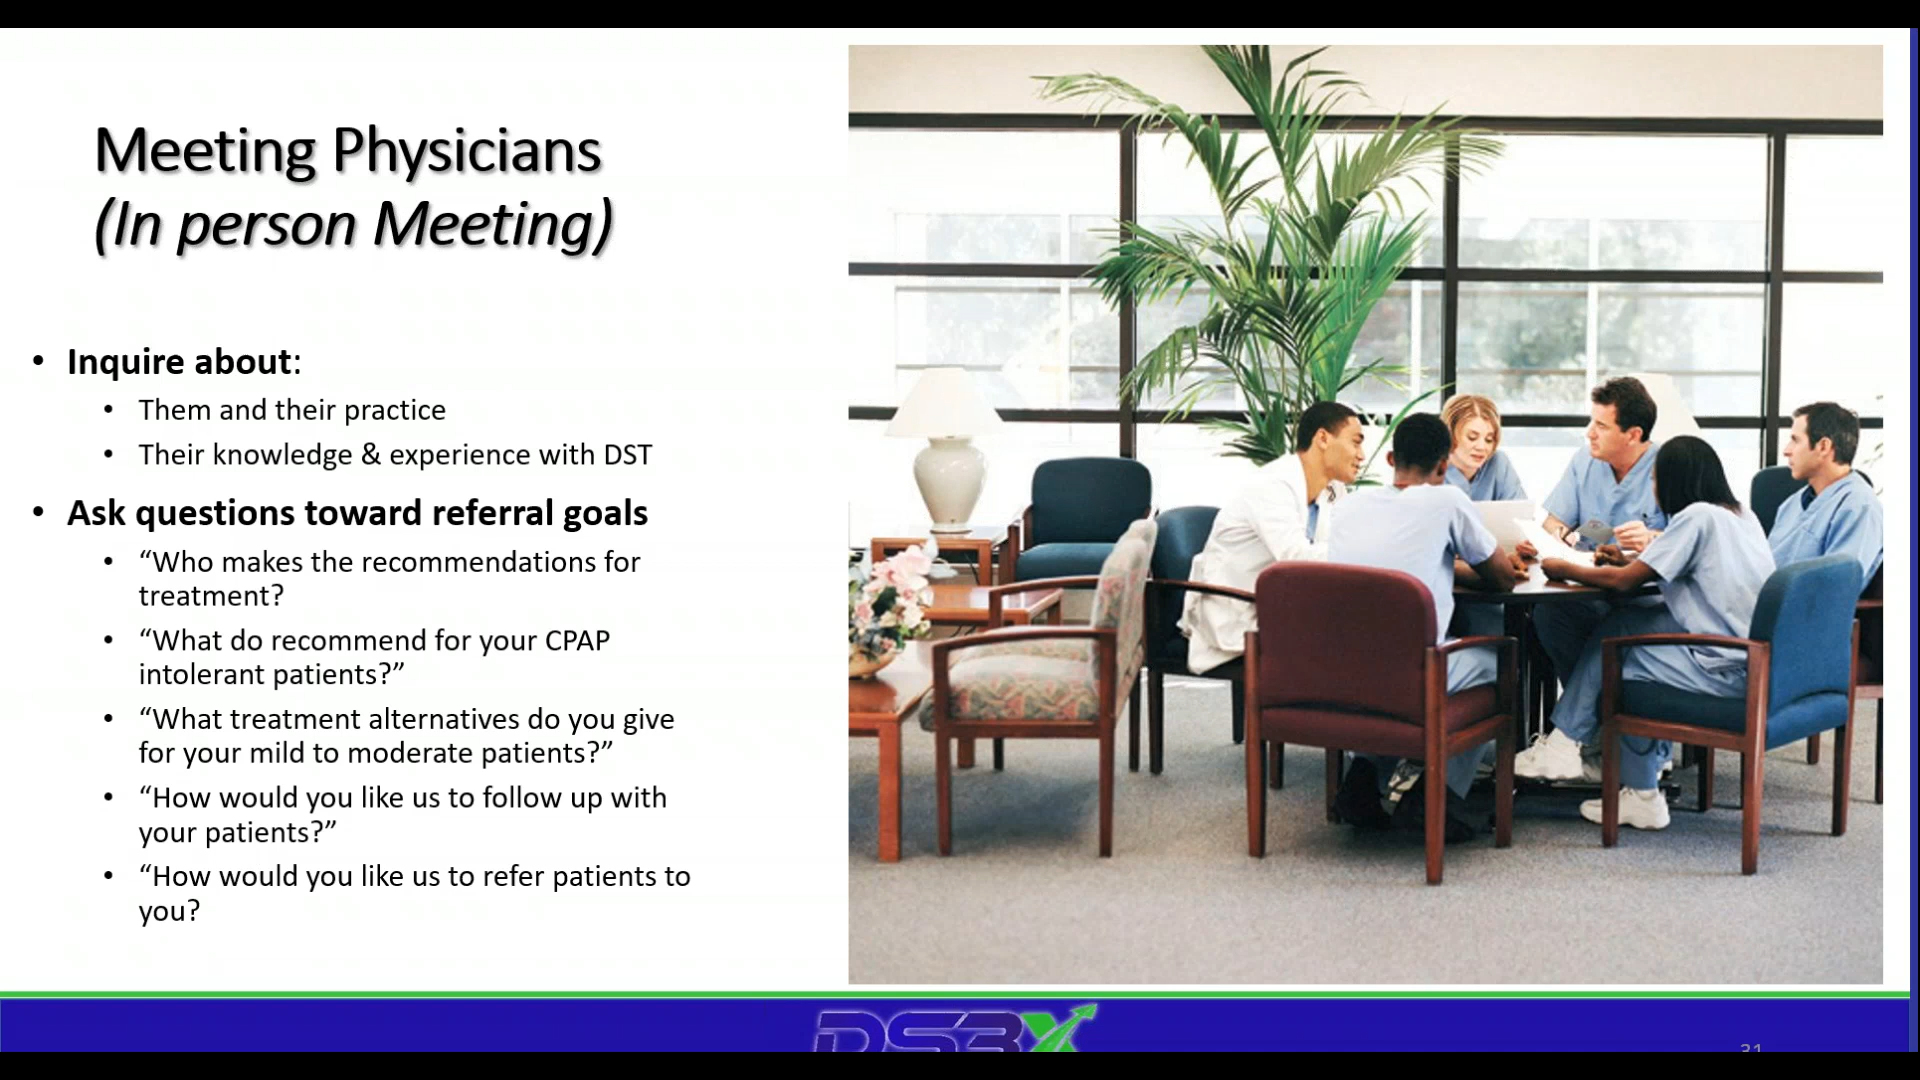 Meeting Physicians
(In person Meeting)
• Inquire about:
• Them and their practice
• Their knowledge & experience with DST
• Ask questions toward referral goals
• “Who makes the recommendations for
treatment?
• “What do recommend for your CPAP
intolerant patients?”
• “What treatment alternatives do you give
for your mild to moderate patients?”
• “How would you like us to follow up with
your patients?”
• “How would you like us to refer patients to
you?
DSBX
31